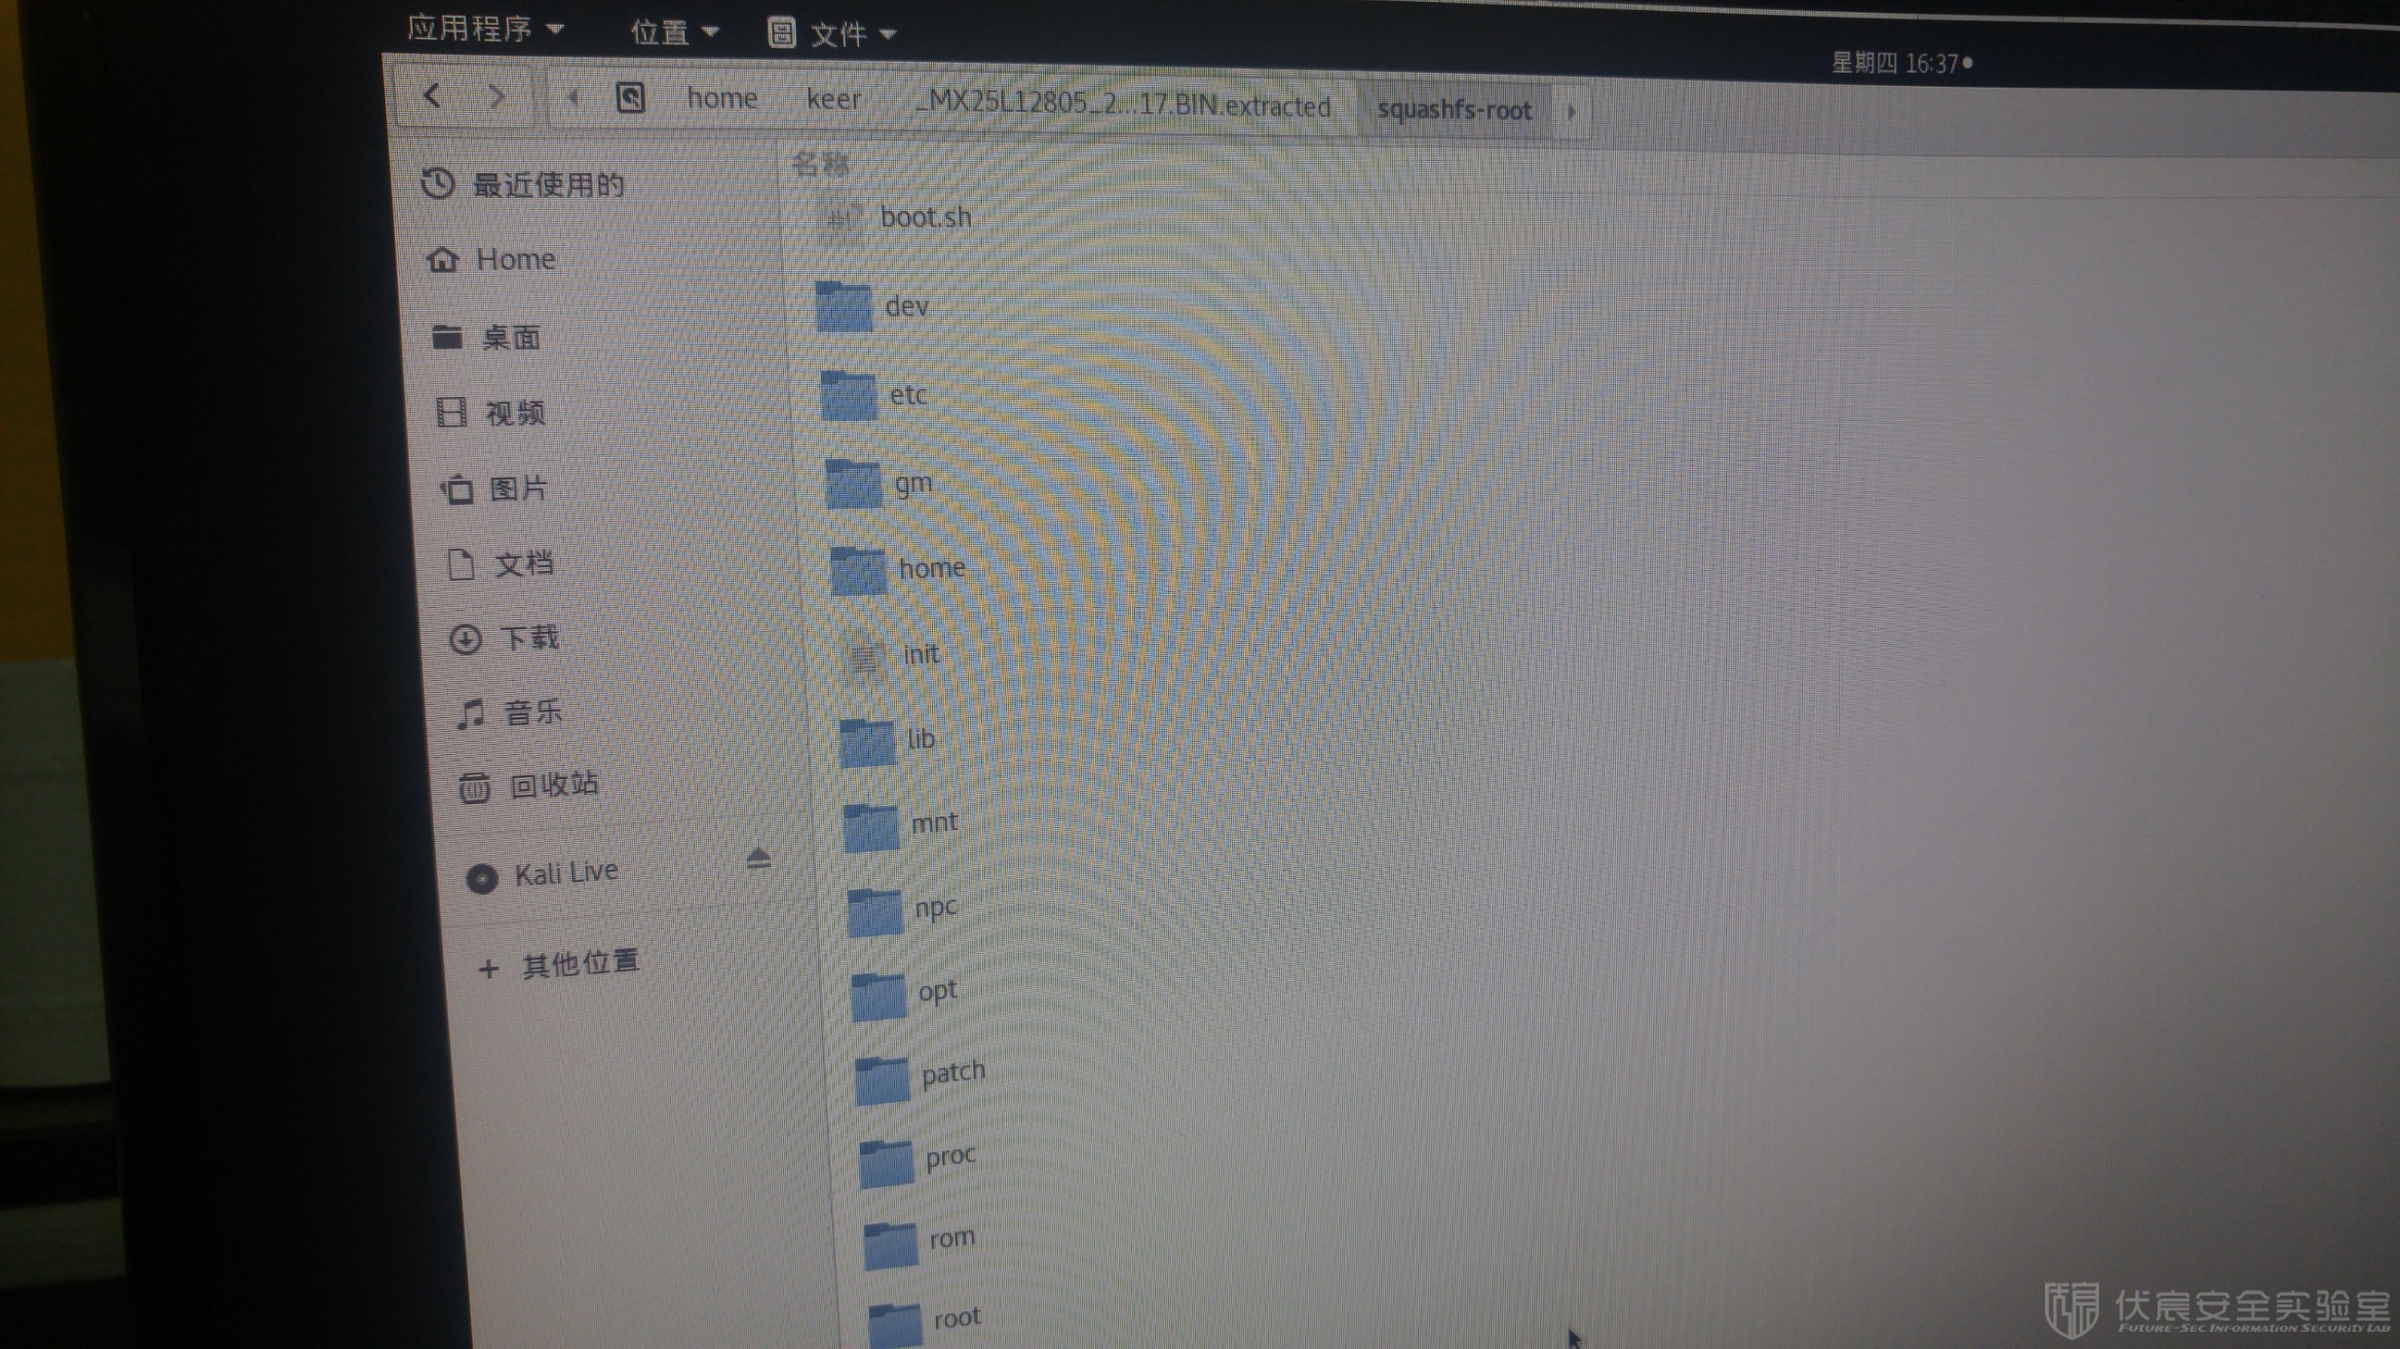 应用程序 位置 文件
星期四 16:37
home keer _MX25L12805_2...17.BIN.extracted squashfs-root
最近使用的
Home
桌面
视频
图片
文档
下载
音乐
回收站
Kali Live
其他位置
名称
boot.sh
dev
etc
gm
home
init
lib
mnt
npc
opt
patch
proc
rom
root
伏宸安全实验室
FUTURE-SEC INFORMATION SECURITY LAB